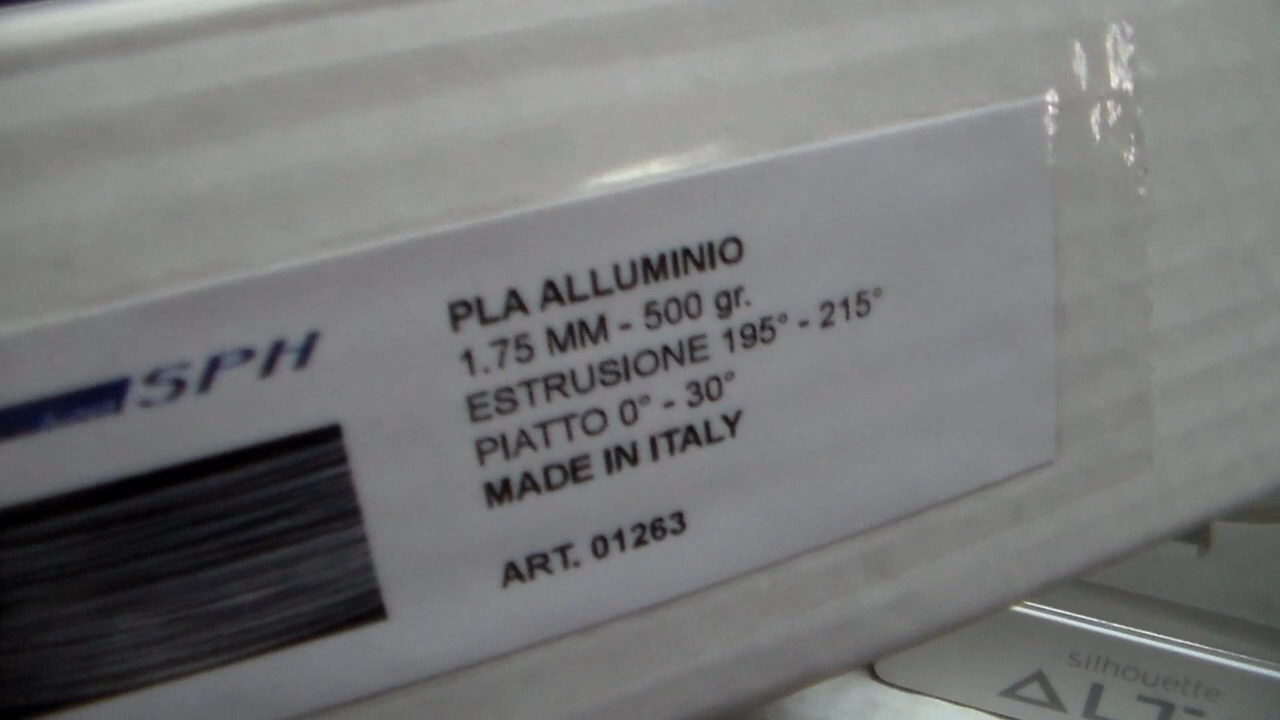 SPH
PLA ALLUMINIO
1.75 MM - 500 gr.
ESTRUSIONE 195° - 215°
PIATTO 0° - 30°
MADE IN ITALY
ART. 01263
silhouette